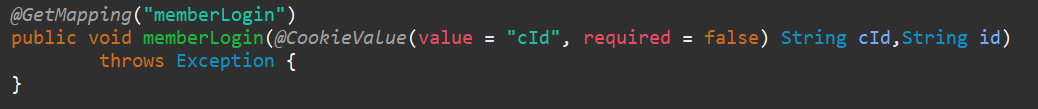 @GetMapping("memberLogin")
public void memberLogin(@CookieValue(value = "cId", required = false) String cId,String id)
throws Exception {
}